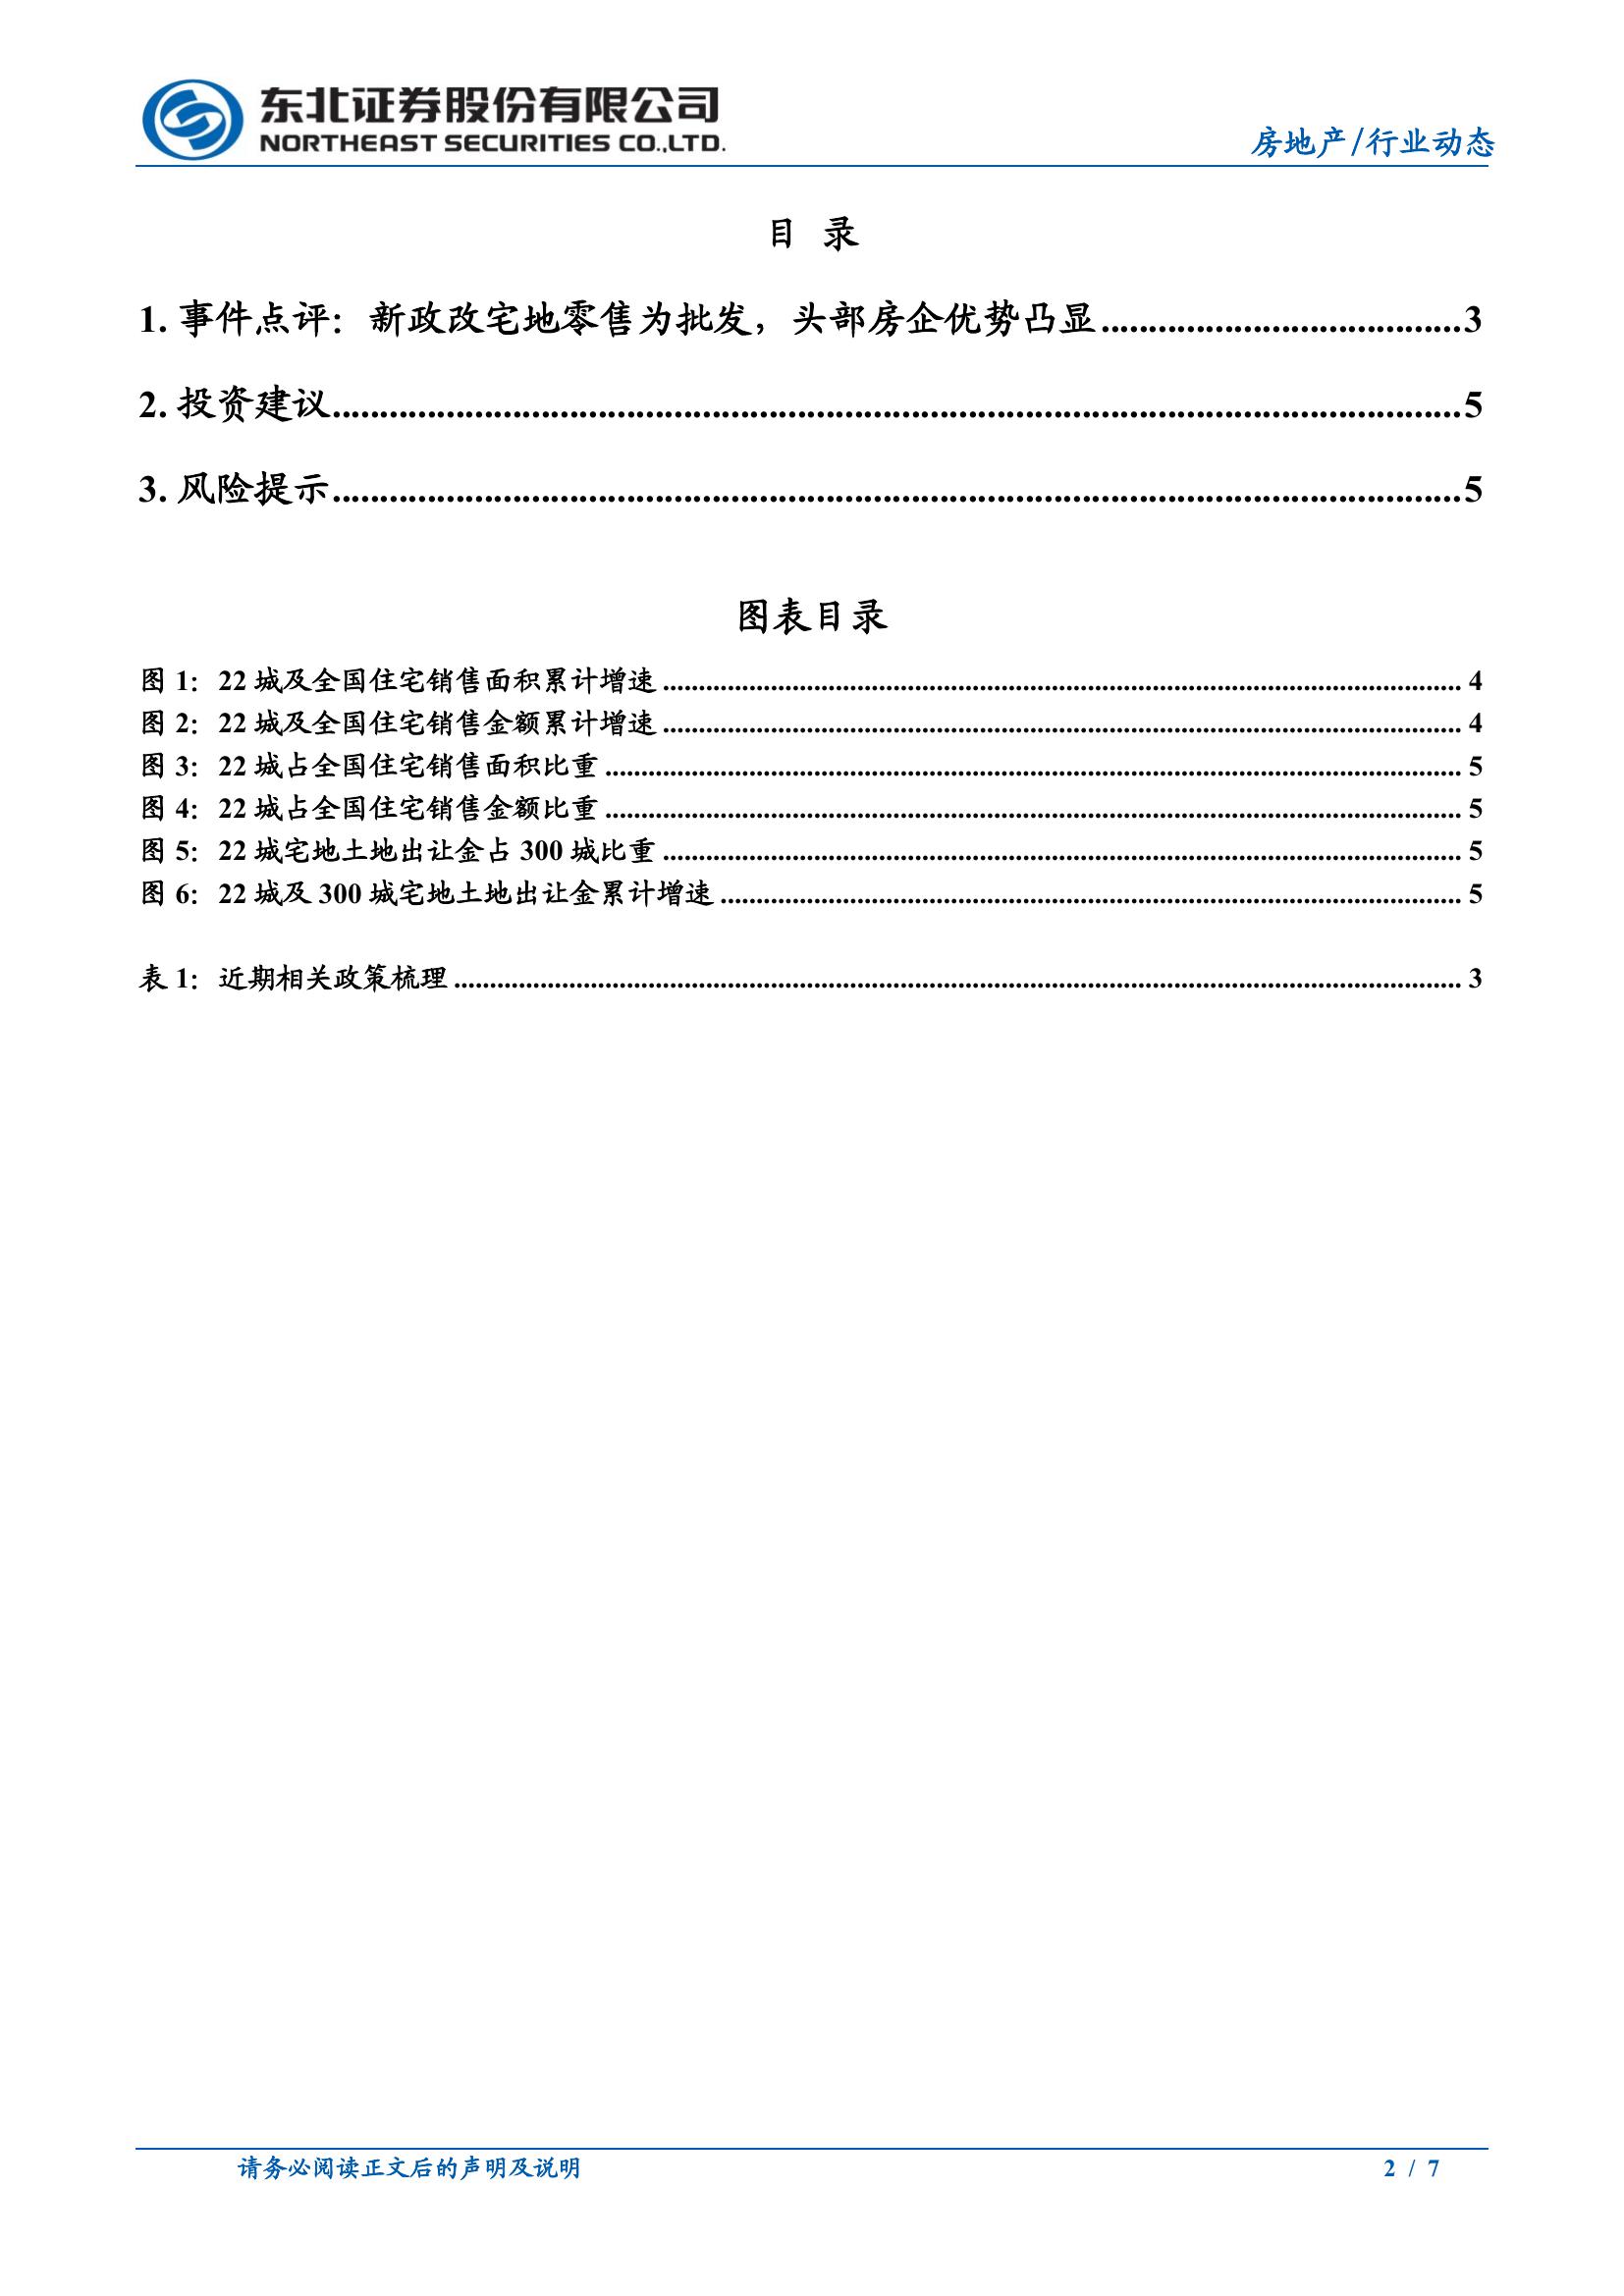 东北证券股份有限公司
NORTHEAST SECURITIES CO.,LTD.
房地产/行业动态
目 录
1. 事件点评：新政改宅地零售为批发，头部房企优势凸显......................................3
2. 投资建议......................................................................................................................5
3. 风险提示......................................................................................................................5
图表目录
图 1：22 城及全国住宅销售面积累计增速............................................................................................................... 4
图 2：22 城及全国住宅销售金额累计增速............................................................................................................... 4
图 3：22 城占全国住宅销售面积比重....................................................................................................................... 5
图 4：22 城占全国住宅销售金额比重....................................................................................................................... 5
图 5：22 城宅地土地出让金占 300 城比重............................................................................................................... 5
图 6：22 城及 300 城宅地土地出让金累计增速....................................................................................................... 5
表 1：近期相关政策梳理............................................................................................................................................ 3
请务必阅读正文后的声明及说明
2 / 7